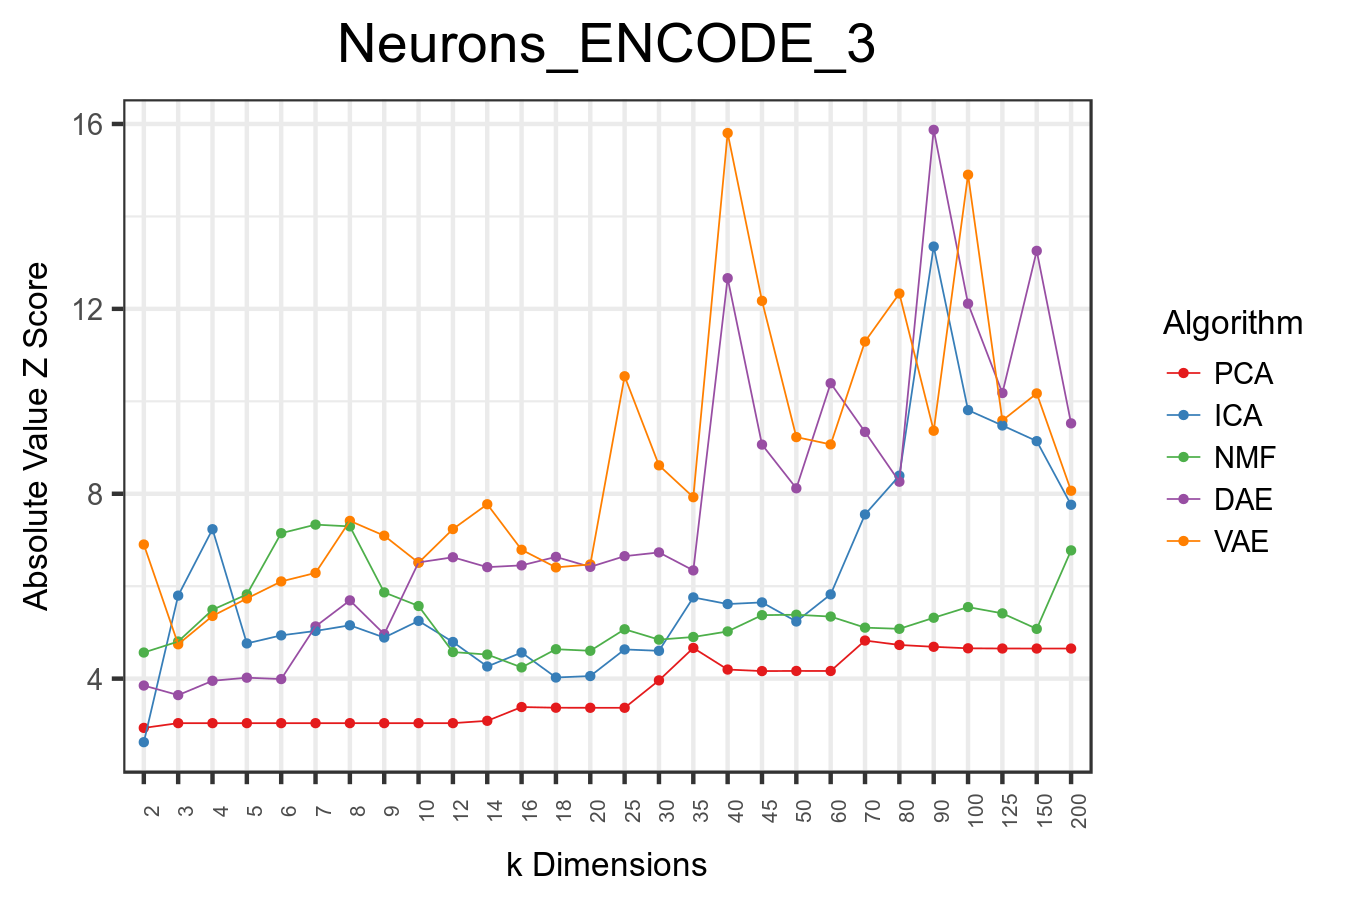 Neurons_ENCODE_3
Absolute Value Z Score
16
12
8
4
2 3 4 5 6 7 8 9 10 12 14 16 18 20 25 30 35 40 45 50 60 70 80 90 100 125 150 200
k Dimensions
Algorithm
PCA
ICA
NMF
DAE
VAE